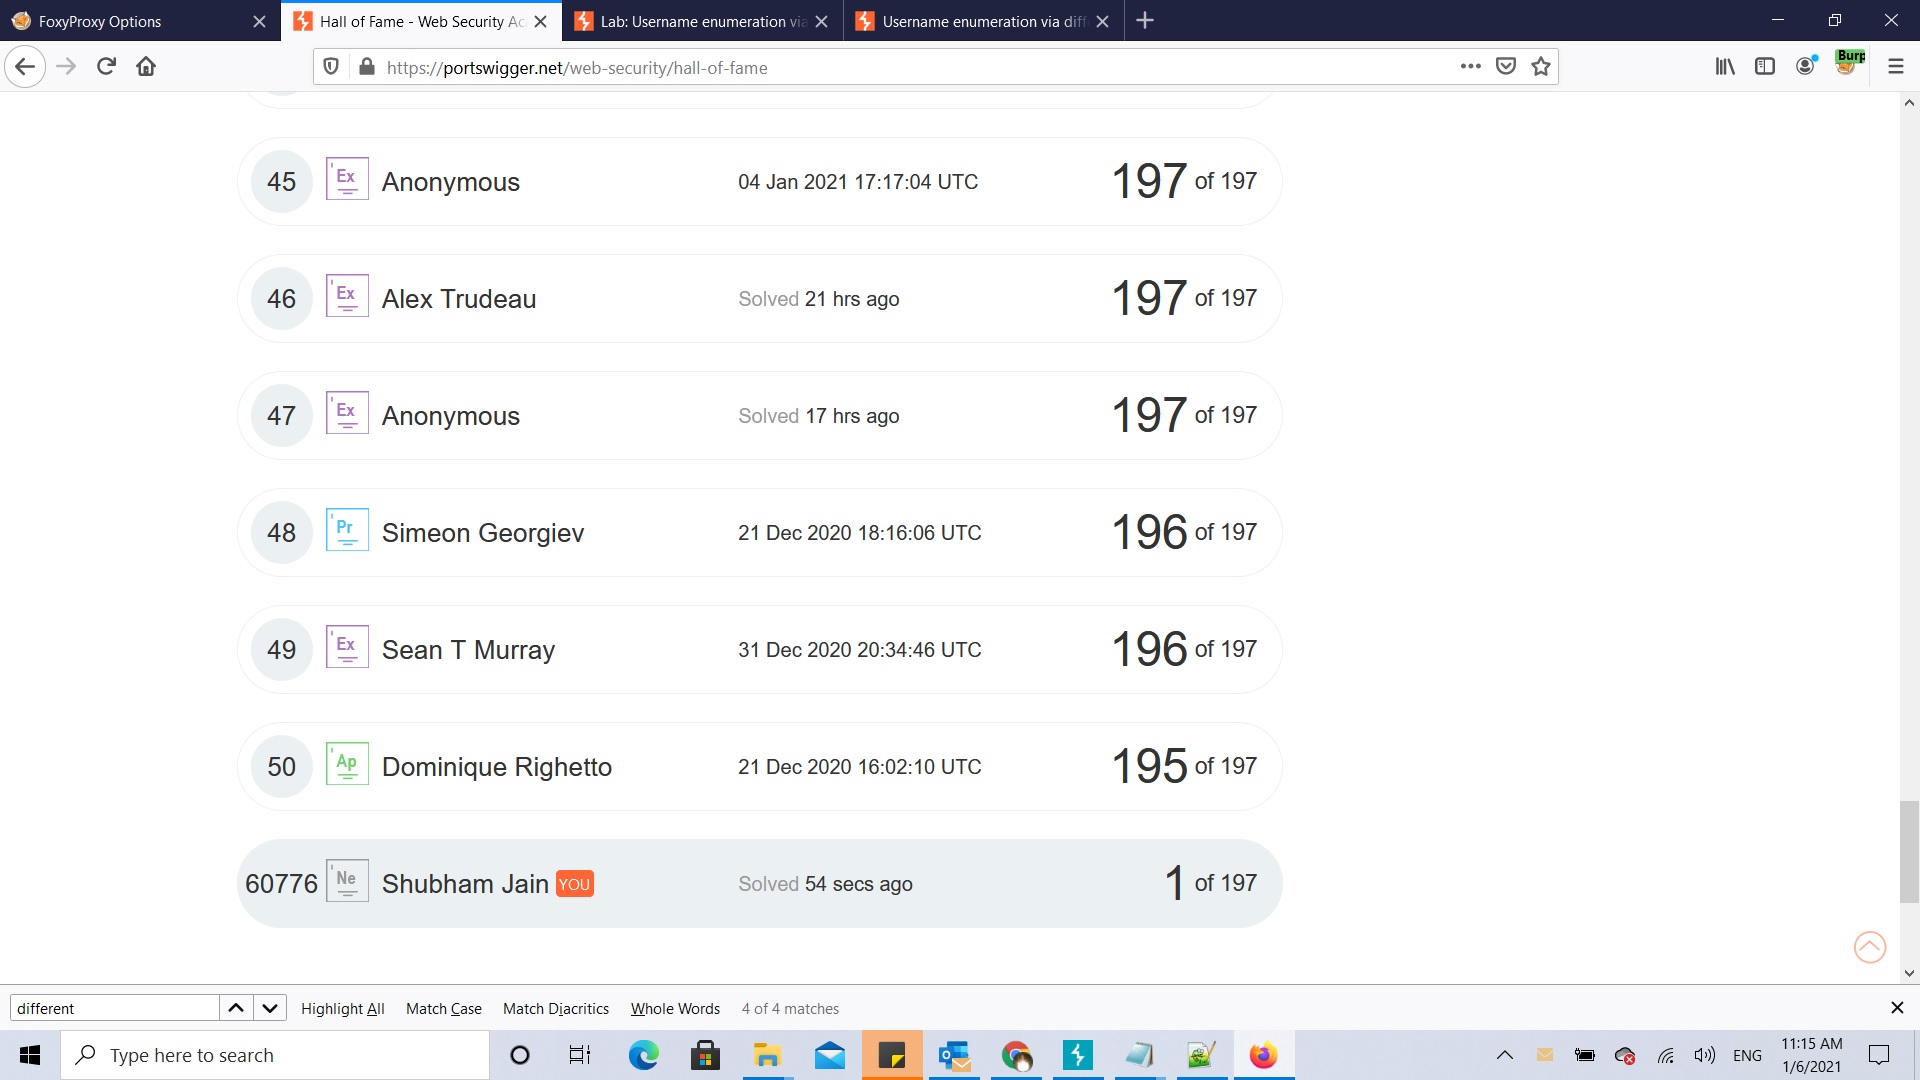 FoxyProxy Options
Hall of Fame - Web Security Ac
Lab: Username enumeration via
Username enumeration via diff
https://portswigger.net/web-security/hall-of-fame
Burp
45 Ex Anonymous 04 Jan 2021 17:17:04 UTC 197 of 197
46 Ex Alex Trudeau Solved 21 hrs ago 197 of 197
47 Ex Anonymous Solved 17 hrs ago 197 of 197
48 Pr Simeon Georgiev 21 Dec 2020 18:16:06 UTC 196 of 197
49 Ex Sean T Murray 31 Dec 2020 20:34:46 UTC 196 of 197
50 Ap Dominique Righetto 21 Dec 2020 16:02:10 UTC 195 of 197
60776 Ne Shubham Jain YOU Solved 54 secs ago 1 of 197
different Highlight All Match Case Match Diacritics Whole Words 4 of 4 matches
Type here to search
ENG
11:15 AM
1/6/2021